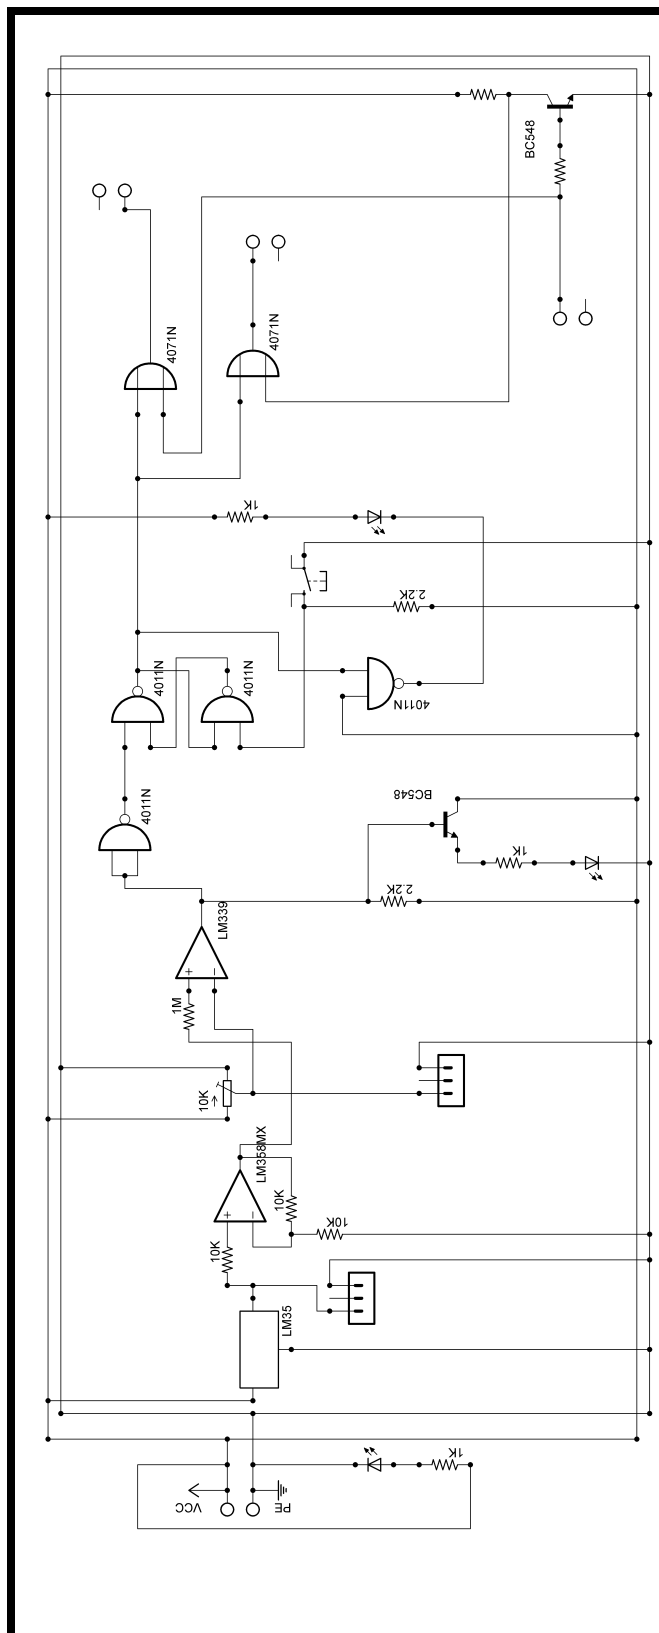 BC548
4071N
4071N
1K
2.2K
4011N
4011N
4011N
4011N
BC548
1K
2.2K
LM339
+
−
1M
10K
LM358MX
+
−
10K
10K
10K
LM35
1K
VCC
PE